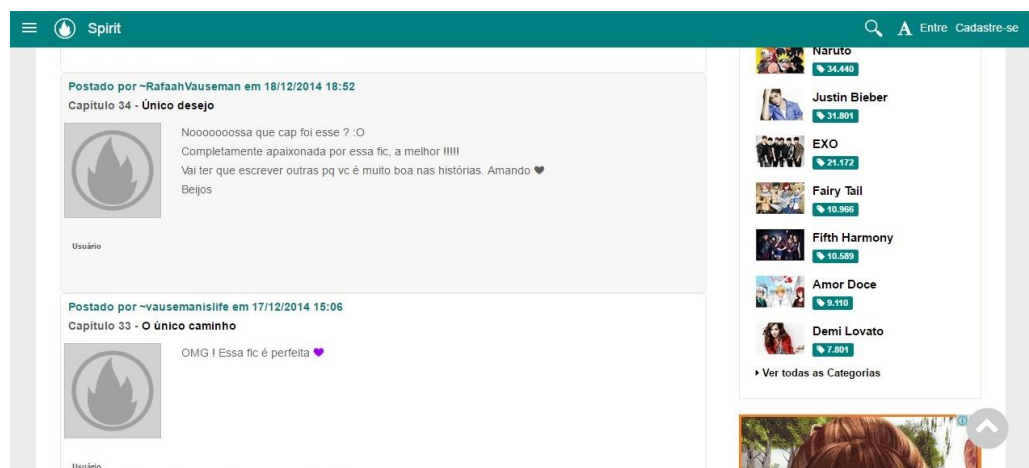 Spirit
Entre Cadastre-se
Postado por ~RafaahVauseman em 18/12/2014 18:52
Capítulo 34 - Único desejo
Nooooooossa que cap foi esse ? :O
Completamente apaixonada por essa fic, a melhor !!!!!
Vai ter que escrever outras pq vc é muito boa nas histórias. Amando ♥
Beijos
Usuário
Postado por ~vausemanislife em 17/12/2014 15:06
Capítulo 33 - O único caminho
OMG ! Essa fic é perfeita 💜
Usuário
Naruto
34.440
Justin Bieber
31.801
EXO
21.172
Fairy Tail
10.966
Fifth Harmony
10.589
Amor Doce
9.110
Demi Lovato
7.801
Ver todas as Categorias